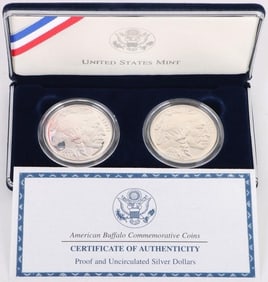 UNITED STATES MINT
American Buffalo Commemorative Coins
CERTIFICATE OF AUTHENTICITY
Proof and Uncirculated Silver Dollars